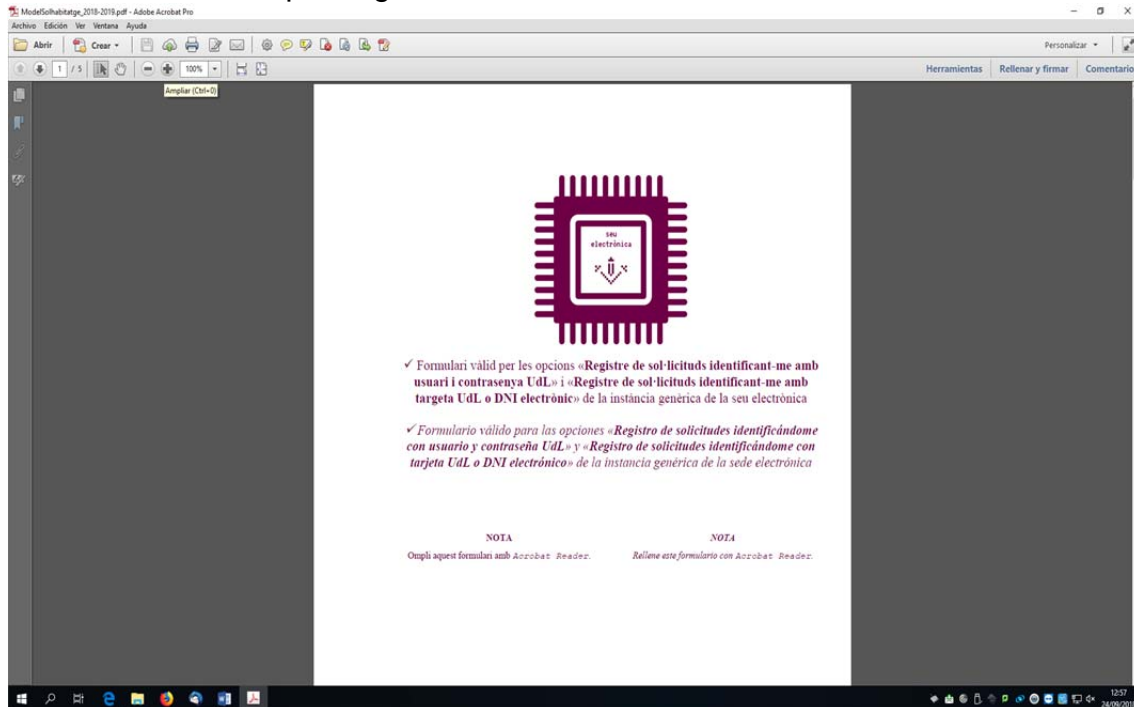 ModelSolhabitatge_2018-2019.pdf - Adobe Acrobat Pro
Archivo Edición Ver Ventana Ayuda
Abrir Crear Personalizar
1 / 5 100% Herramientas Rellenar y firmar Comentario
Ampliar (Ctrl+0)
seu
electrònica
✓ Formulari vàlid per les opcions «Registre de sol·licituds identificant-me amb
usuari i contrasenya UdL» i «Registre de sol·licituds identificant-me amb
targeta UdL o DNI electrònic» de la instància genèrica de la seu electrònica
✓ Formulario válido para las opciones «Registro de solicitudes identificándome
con usuario y contraseña UdL» y «Registro de solicitudes identificándome con
tarjeta UdL o DNI electrónico» de la instancia genérica de la sede electrónica
NOTA NOTA
Ompli aquest formulari amb Acrobat Reader. Rellene este formulario con Acrobat Reader.
12:57
24/09/201